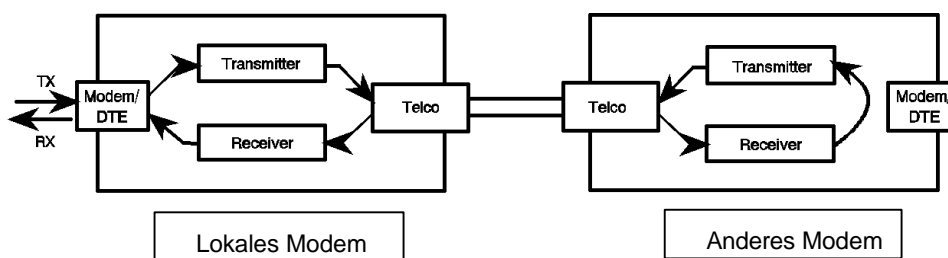 TX
RX
Modem/
DTE
Transmitter
Receiver
Telco
Telco
Transmitter
Receiver
Modem/
DTE
Lokales Modem
Anderes Modem